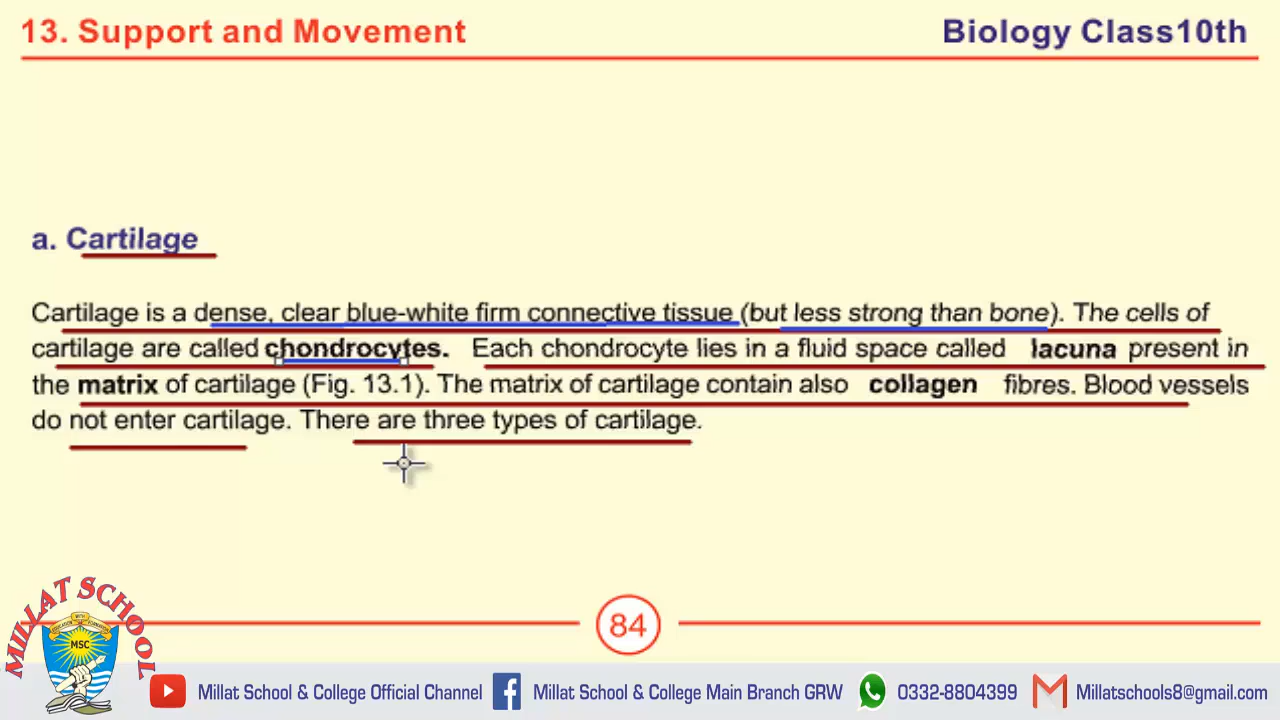 13. Support and Movement
Biology Class10th
a. Cartilage
Cartilage is a dense, clear blue-white firm connective tissue (but less strong than bone). The cells of
cartilage are called chondrocytes. Each chondrocyte lies in a fluid space called lacuna present in
the matrix of cartilage (Fig. 13.1). The matrix of cartilage contain also collagen fibres. Blood vessels
do not enter cartilage. There are three types of cartilage.
84
MILLAT SCHOOL
MSC
Millat School & College Official Channel
Millat School & College Main Branch GRW
0332-8804399
Millatschools8@gmail.com